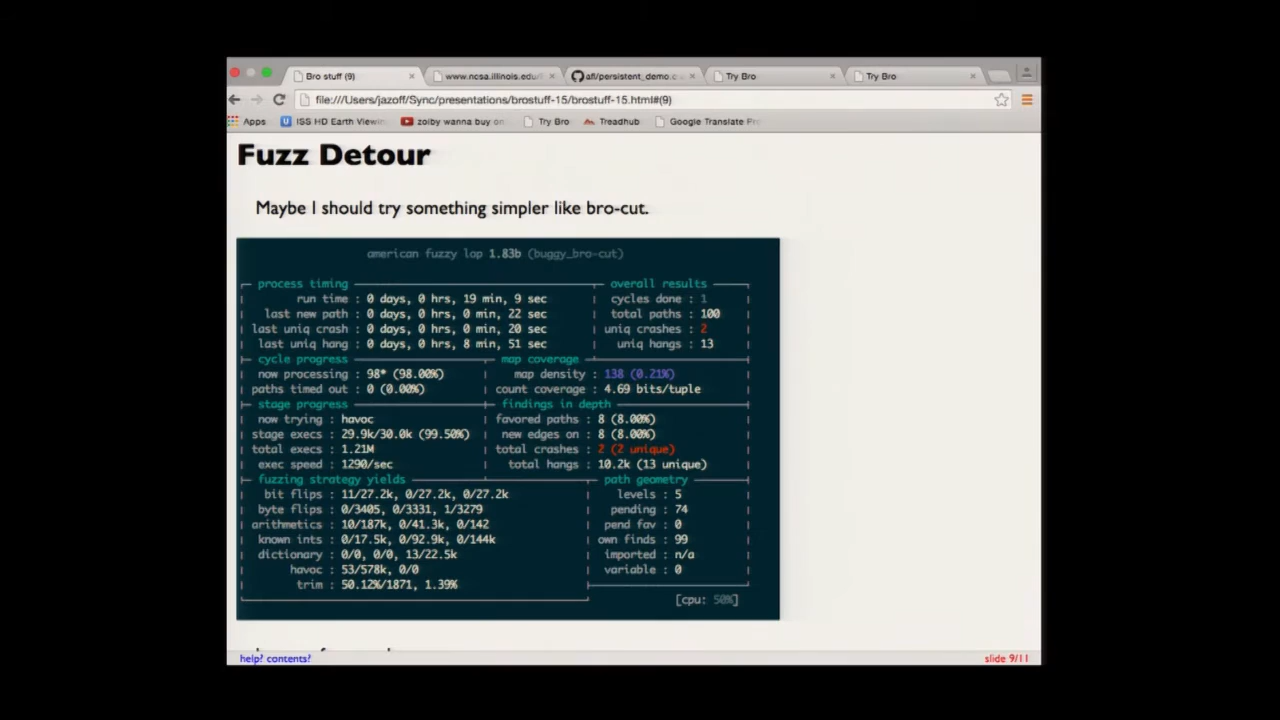 Bro stuff (9)
www.ncsa.illinois.edu/
afl/persistent_demo.c
Try Bro
Try Bro
file:///Users/jazoff/Sync/presentations/brostuff-15/brostuff-15.html#(9)
Apps
ISS HD Earth Viewin
zolby wanna buy on
Try Bro
Treadhub
Google Translate Pr
Fuzz Detour
Maybe I should try something simpler like bro-cut.
american fuzzy lop 1.83b (buggy_bro-cut)
process timing
overall results
run time : 0 days, 0 hrs, 19 min, 9 sec
cycles done : 1
last new path : 0 days, 0 hrs, 0 min, 22 sec
total paths : 100
last uniq crash : 0 days, 0 hrs, 0 min, 20 sec
uniq crashes : 2
last uniq hang : 0 days, 0 hrs, 8 min, 51 sec
uniq hangs : 13
cycle progress
map coverage
now processing : 98* (98.00%)
map density : 138 (0.21%)
paths timed out : 0 (0.00%)
count coverage : 4.69 bits/tuple
stage progress
findings in depth
now trying : havoc
favored paths : 8 (8.00%)
stage execs : 29.9k/30.0k (99.50%)
new edges on : 8 (8.00%)
total execs : 1.21M
total crashes : 2 (2 unique)
exec speed : 1290/sec
total hangs : 10.2k (13 unique)
fuzzing strategy yields
path geometry
bit flips : 11/27.2k, 0/27.2k, 0/27.2k
levels : 5
byte flips : 0/3405, 0/3331, 1/3279
pending : 74
arithmetics : 10/187k, 0/41.3k, 0/142
pend fav : 0
known ints : 0/17.5k, 0/92.9k, 0/144k
own finds : 99
dictionary : 0/0, 0/0, 13/22.5k
imported : n/a
havoc : 53/578k, 0/0
variable : 0
trim : 50.12%/1871, 1.39%
[cpu: 50%]
help? contents?
slide 9/11